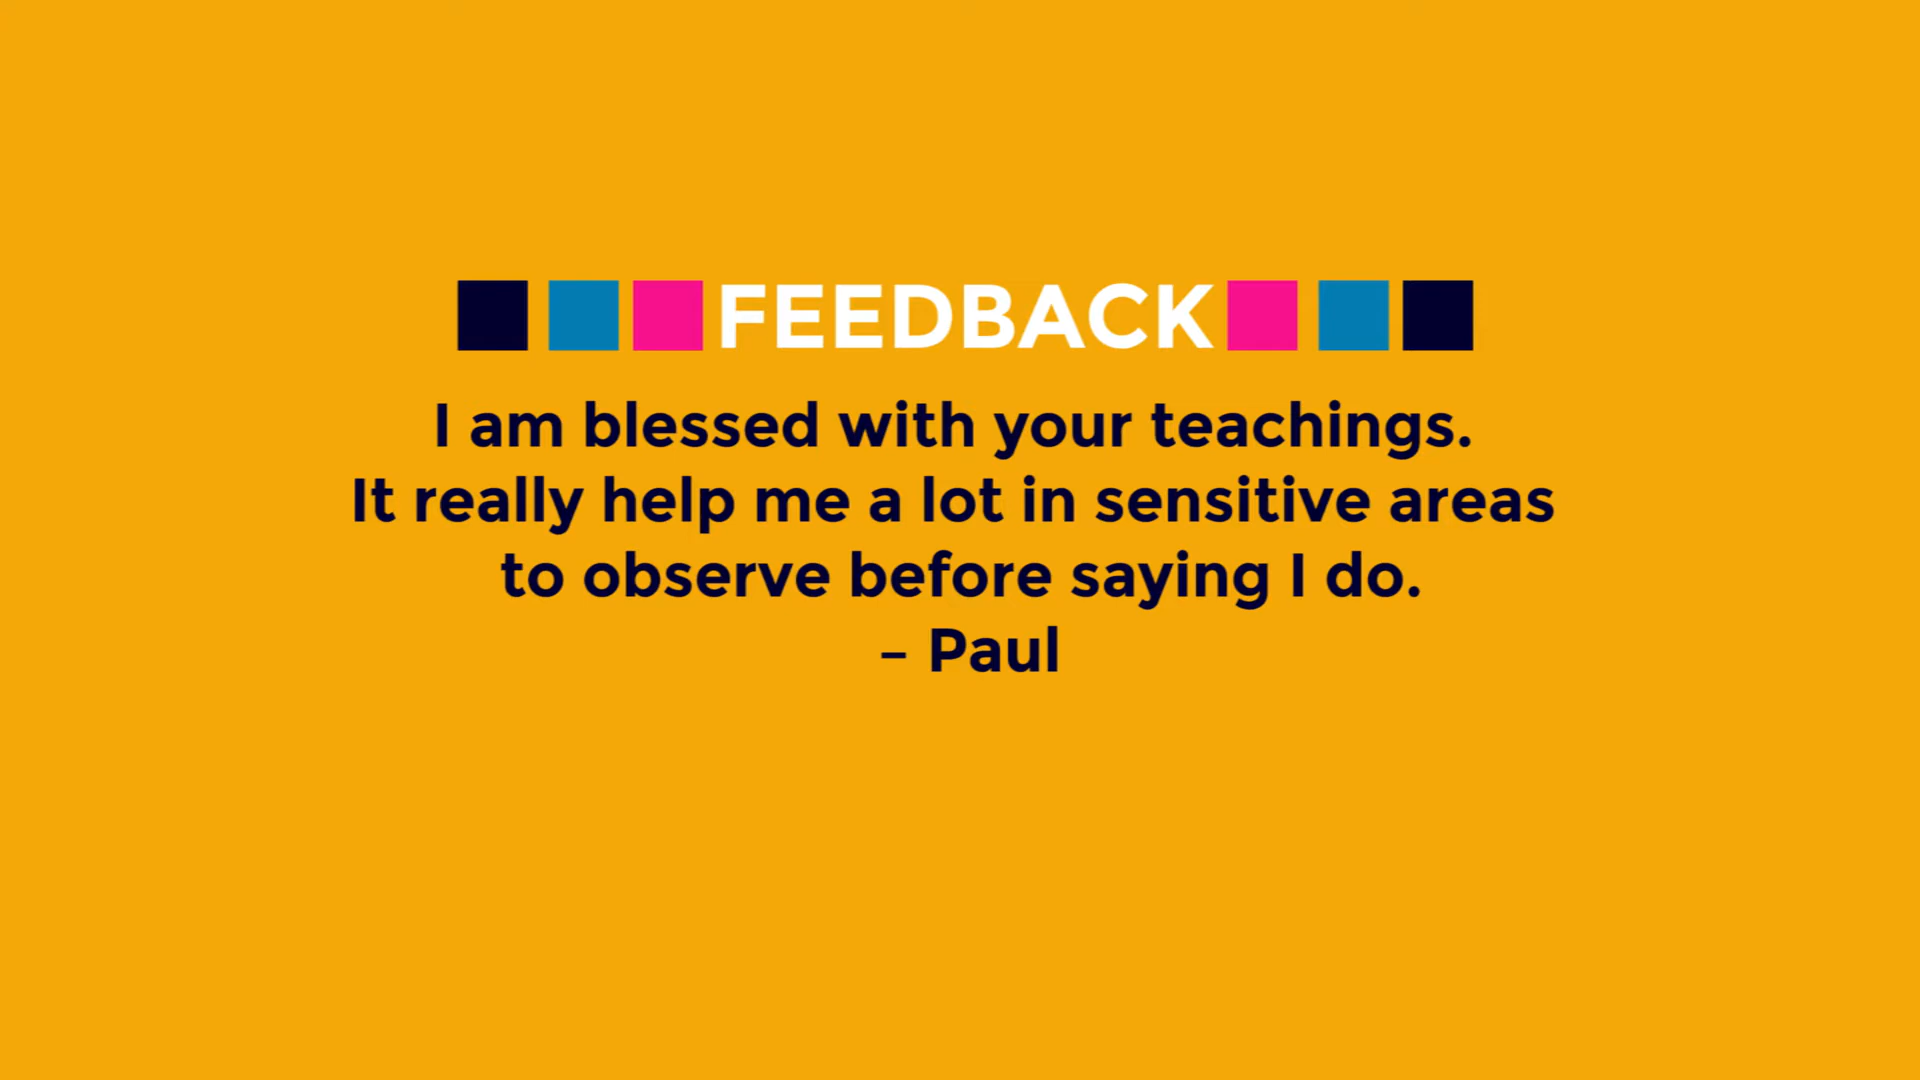 FEEDBACK
I am blessed with your teachings.
It really help me a lot in sensitive areas
to observe before saying I do.
– Paul